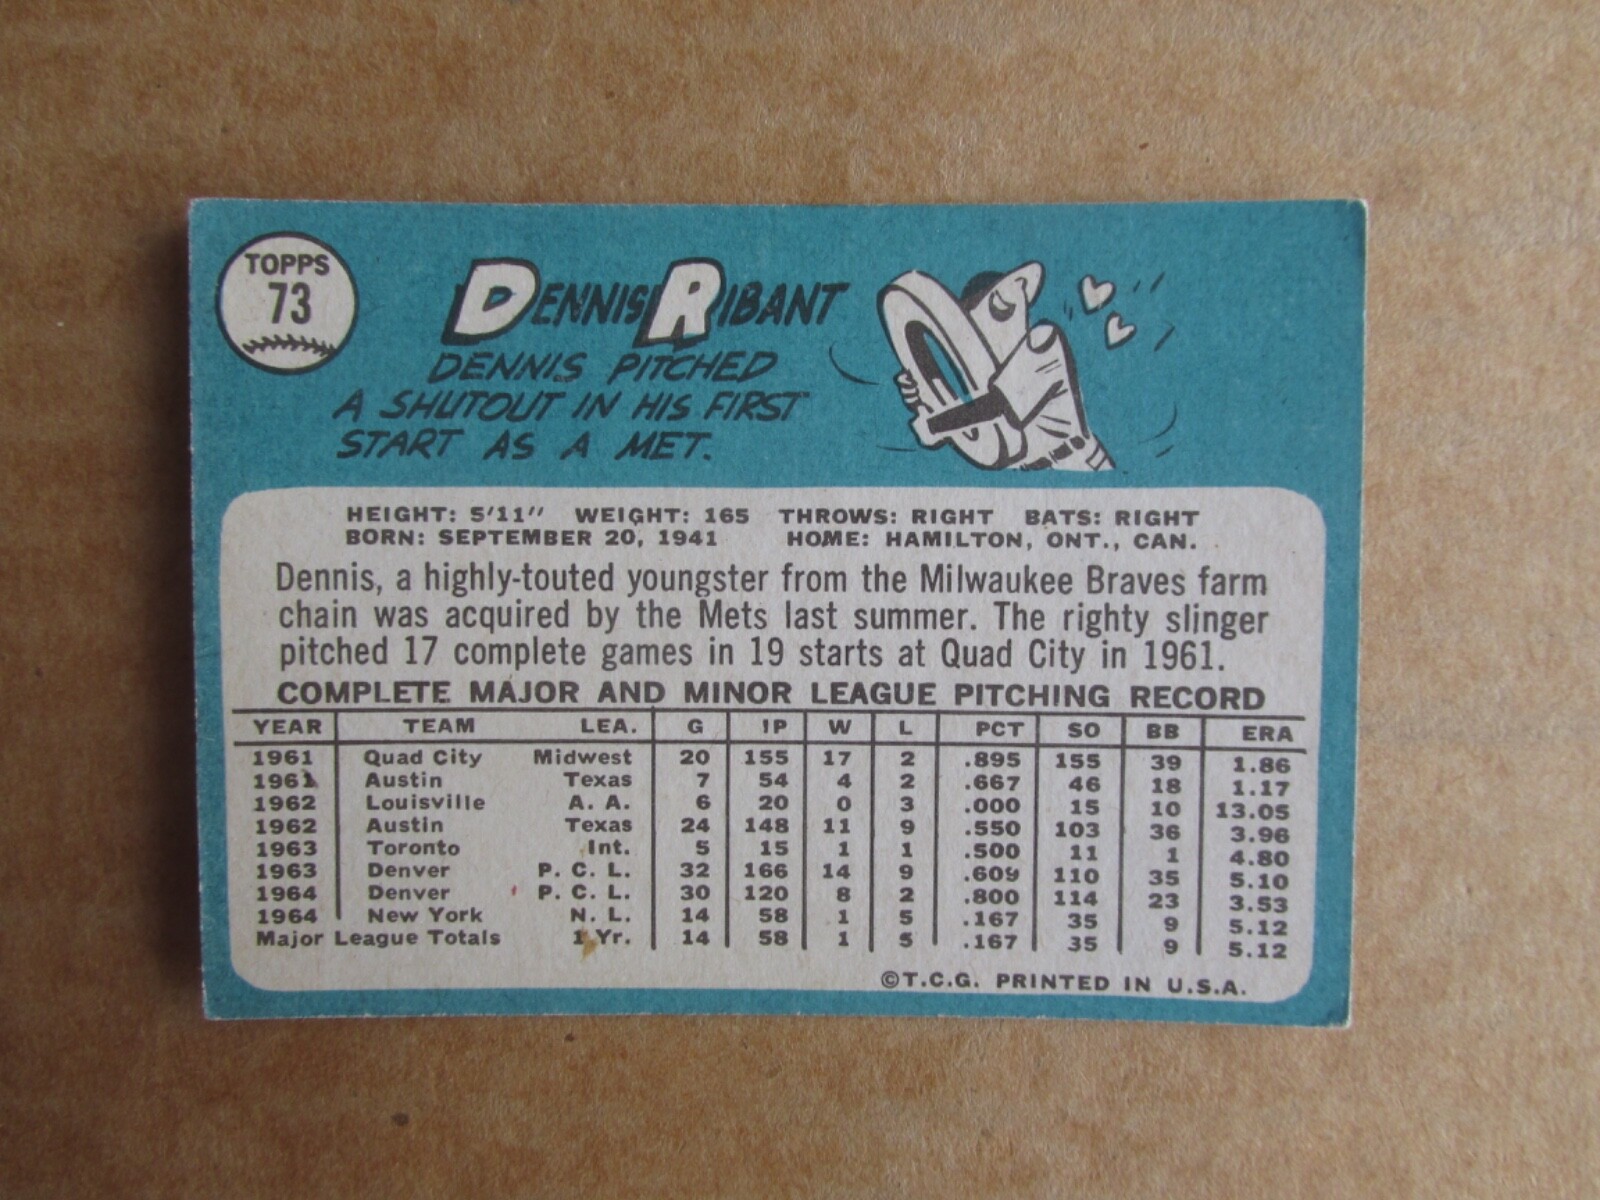 TOPPS
73
DENNIS RIBANT
DENNIS PITCHED
A SHUTOUT IN HIS FIRST
START AS A MET.
HEIGHT: 5'11" WEIGHT: 165 THROWS: RIGHT BATS: RIGHT
BORN: SEPTEMBER 20, 1941 HOME: HAMILTON, ONT., CAN.
Dennis, a highly-touted youngster from the Milwaukee Braves farm
chain was acquired by the Mets last summer. The righty slinger
pitched 17 complete games in 19 starts at Quad City in 1961.
COMPLETE MAJOR AND MINOR LEAGUE PITCHING RECORD
YEAR TEAM LEA. G IP W L PCT SO BB ERA
1961 Quad City Midwest 20 155 17 2 .895 155 39 1.86
1961 Austin Texas 7 54 4 2 .667 46 18 1.17
1962 Louisville A. A. 6 20 0 3 .000 15 10 13.05
1962 Austin Texas 24 148 11 9 .550 103 36 3.96
1963 Toronto Int. 5 15 1 1 .500 11 1 4.80
1963 Denver P. C. L. 32 166 14 9 .609 110 35 5.10
1964 Denver P. C. L. 30 120 8 2 .800 114 23 3.53
1964 New York N. L. 14 58 1 5 .167 35 9 5.12
Major League Totals 1 Yr. 14 58 1 5 .167 35 9 5.12
©T.C.G. PRINTED IN U.S.A.